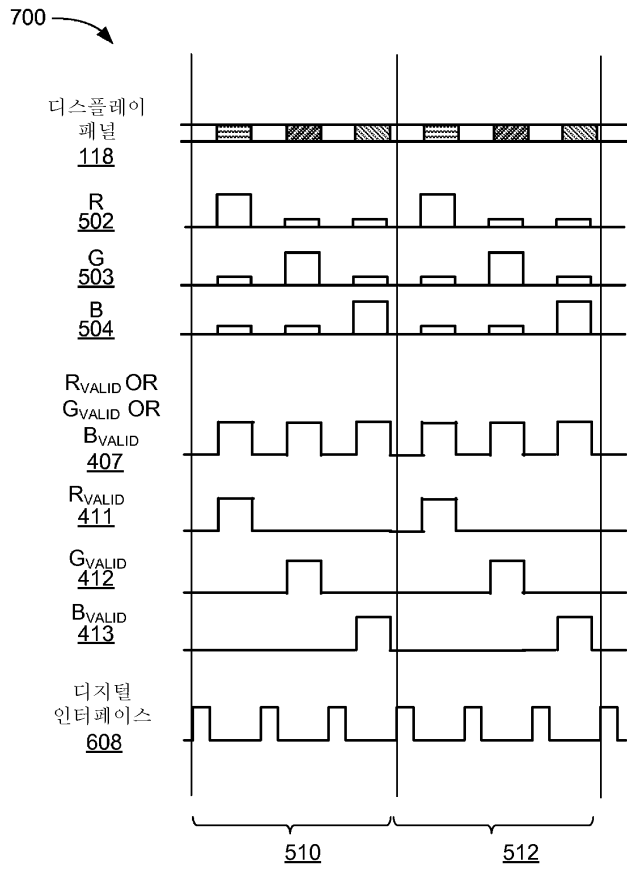 700
디스플레이
패널
118
R
502
G
503
B
504
RVALID OR
GVALID OR
BVALID
407
RVALID
411
GVALID
412
BVALID
413
디지털
인터페이스
608
510
512